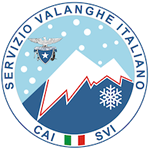 SERVIZIO VALANGHE ITALIANO
CAI SVI